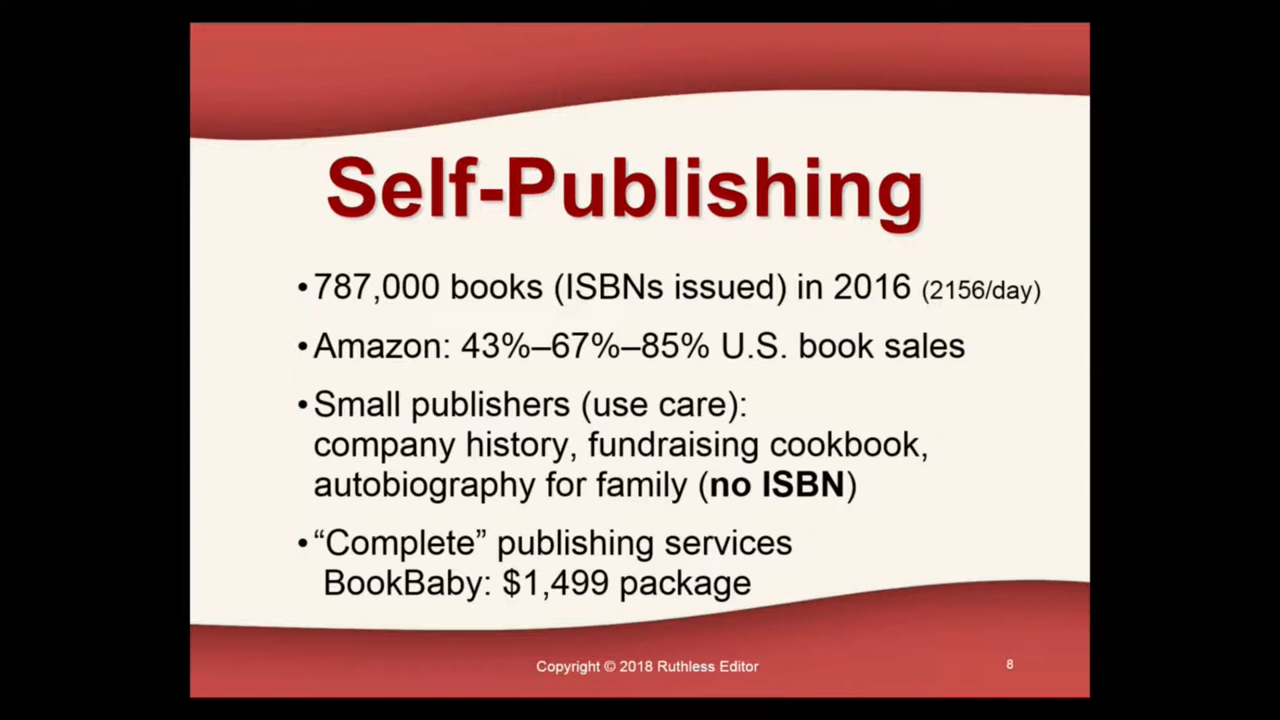 Self-Publishing
•787,000 books (ISBNs issued) in 2016 (2156/day)
•Amazon: 43%–67%–85% U.S. book sales
•Small publishers (use care):
company history, fundraising cookbook,
autobiography for family (no ISBN)
•“Complete” publishing services
BookBaby: $1,499 package
Copyright © 2018 Ruthless Editor
8